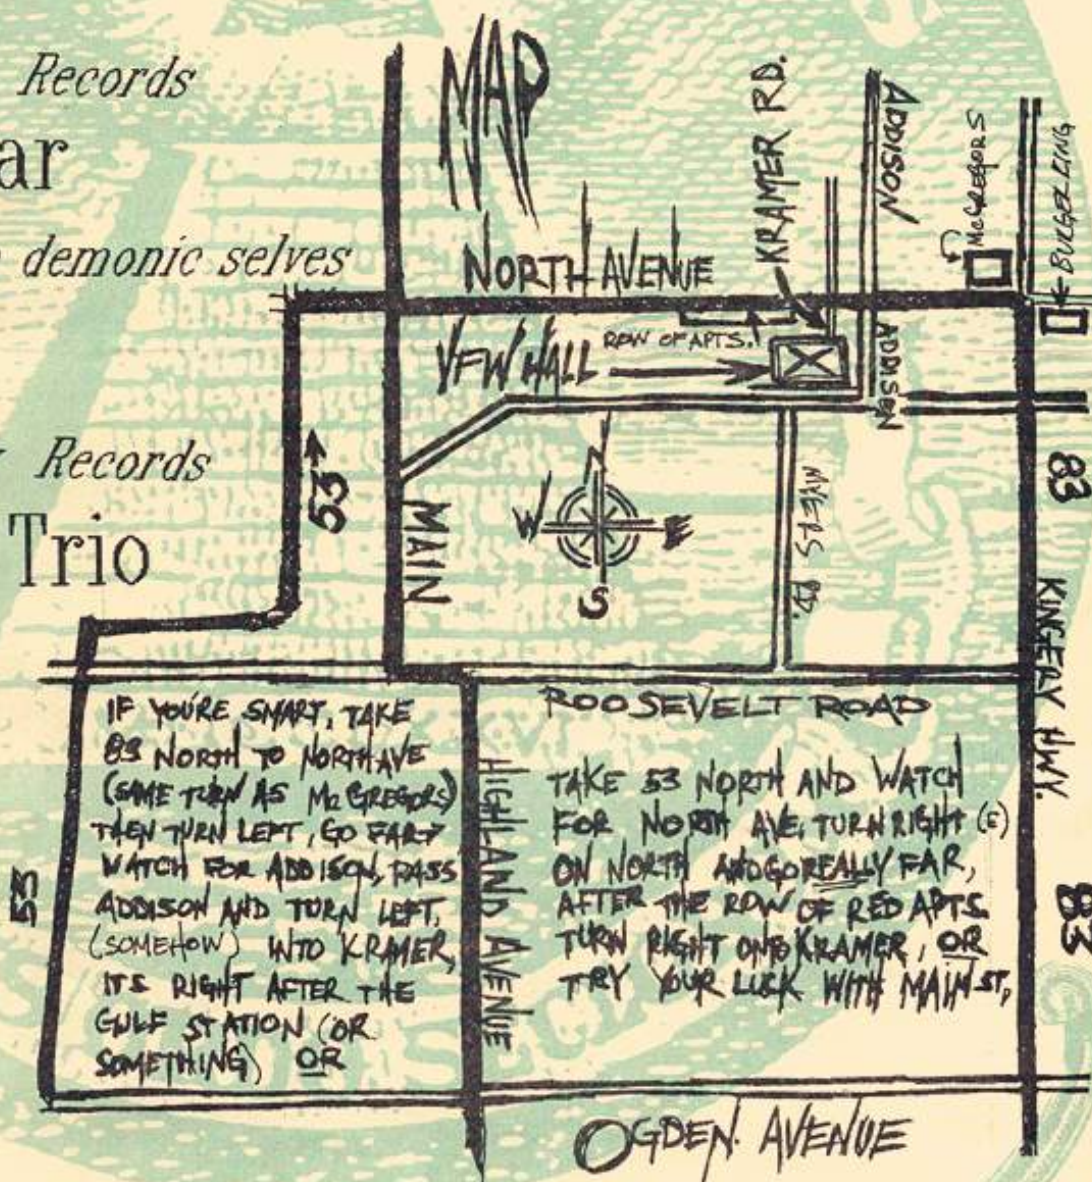 Records
ar
demonic selves
Records
Trio
MAP
KRAMER RD.
ADDISON
McGREGORS
BURGER KING
NORTH AVENUE
ROW OF APTS.
VFW HALL
ADDISON
53
MAIN
N
W
E
S
RD.
83
KINGERY HWY.
ROOSEVELT ROAD
IF YOU'RE SMART, TAKE
83 NORTH TO NORTH AVE
(SAME TURN AS McGREGORS)
THEN TURN LEFT, GO FAR
WATCH FOR ADDISON, PASS
ADDISON AND TURN LEFT,
(SOMEHOW) INTO KRAMER,
ITS RIGHT AFTER THE
GULF STATION (OR
SOMETHING) OR
53
HIGHLAND AVENUE
TAKE 53 NORTH AND WATCH
FOR NORTH AVE, TURN RIGHT (E)
ON NORTH AND GO REALLY FAR,
AFTER THE ROW OF RED APTS.
TURN RIGHT ONTO KRAMER, OR
TRY YOUR LUCK WITH MAIN ST,
83
OGDEN AVENUE